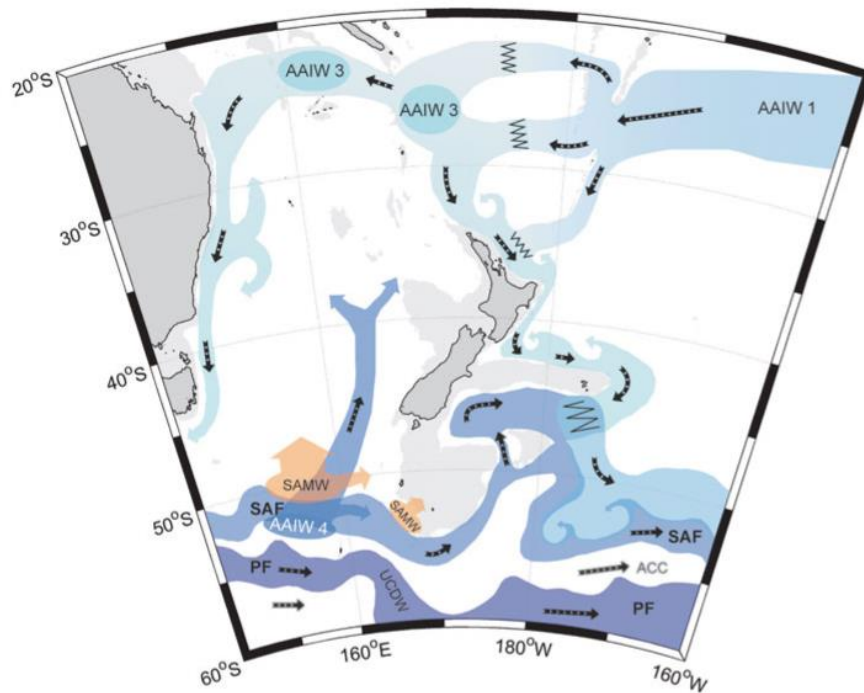 20°S
AAIW 3
AAIW 3
AAIW 1
30°S
40°S
SAMW
SAF
AAIW 4
SAMW
50°S
SAF
PF
UCDW
ACC
PF
60°S
160°E
180°W
160°W